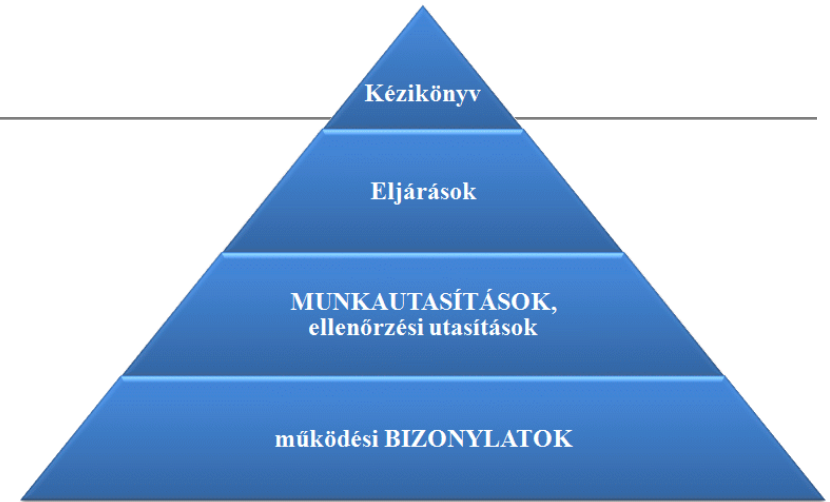 Kézikönyv
Eljárások
MUNKAUTASÍTÁSOK,
ellenőrzési utasítások
működési BIZONYLATOK